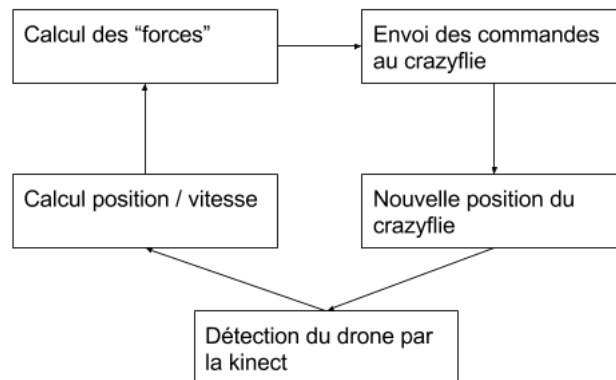 Calcul des “forces”
Envoi des commandes
au crazyflie
Calcul position / vitesse
Nouvelle position du
crazyflie
Détection du drone par
la kinect